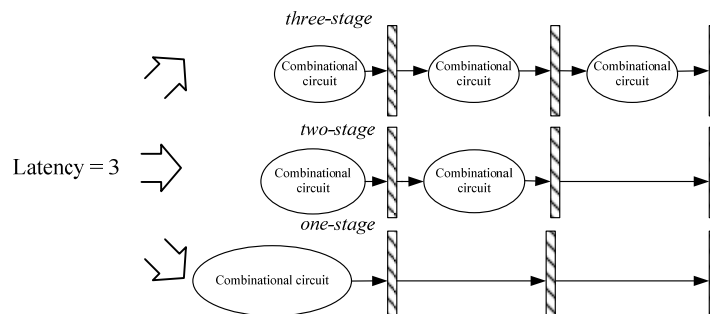 three-stage
Combinational
circuit
Combinational
circuit
Combinational
circuit
two-stage
Latency = 3
Combinational
circuit
Combinational
circuit
one-stage
Combinational circuit